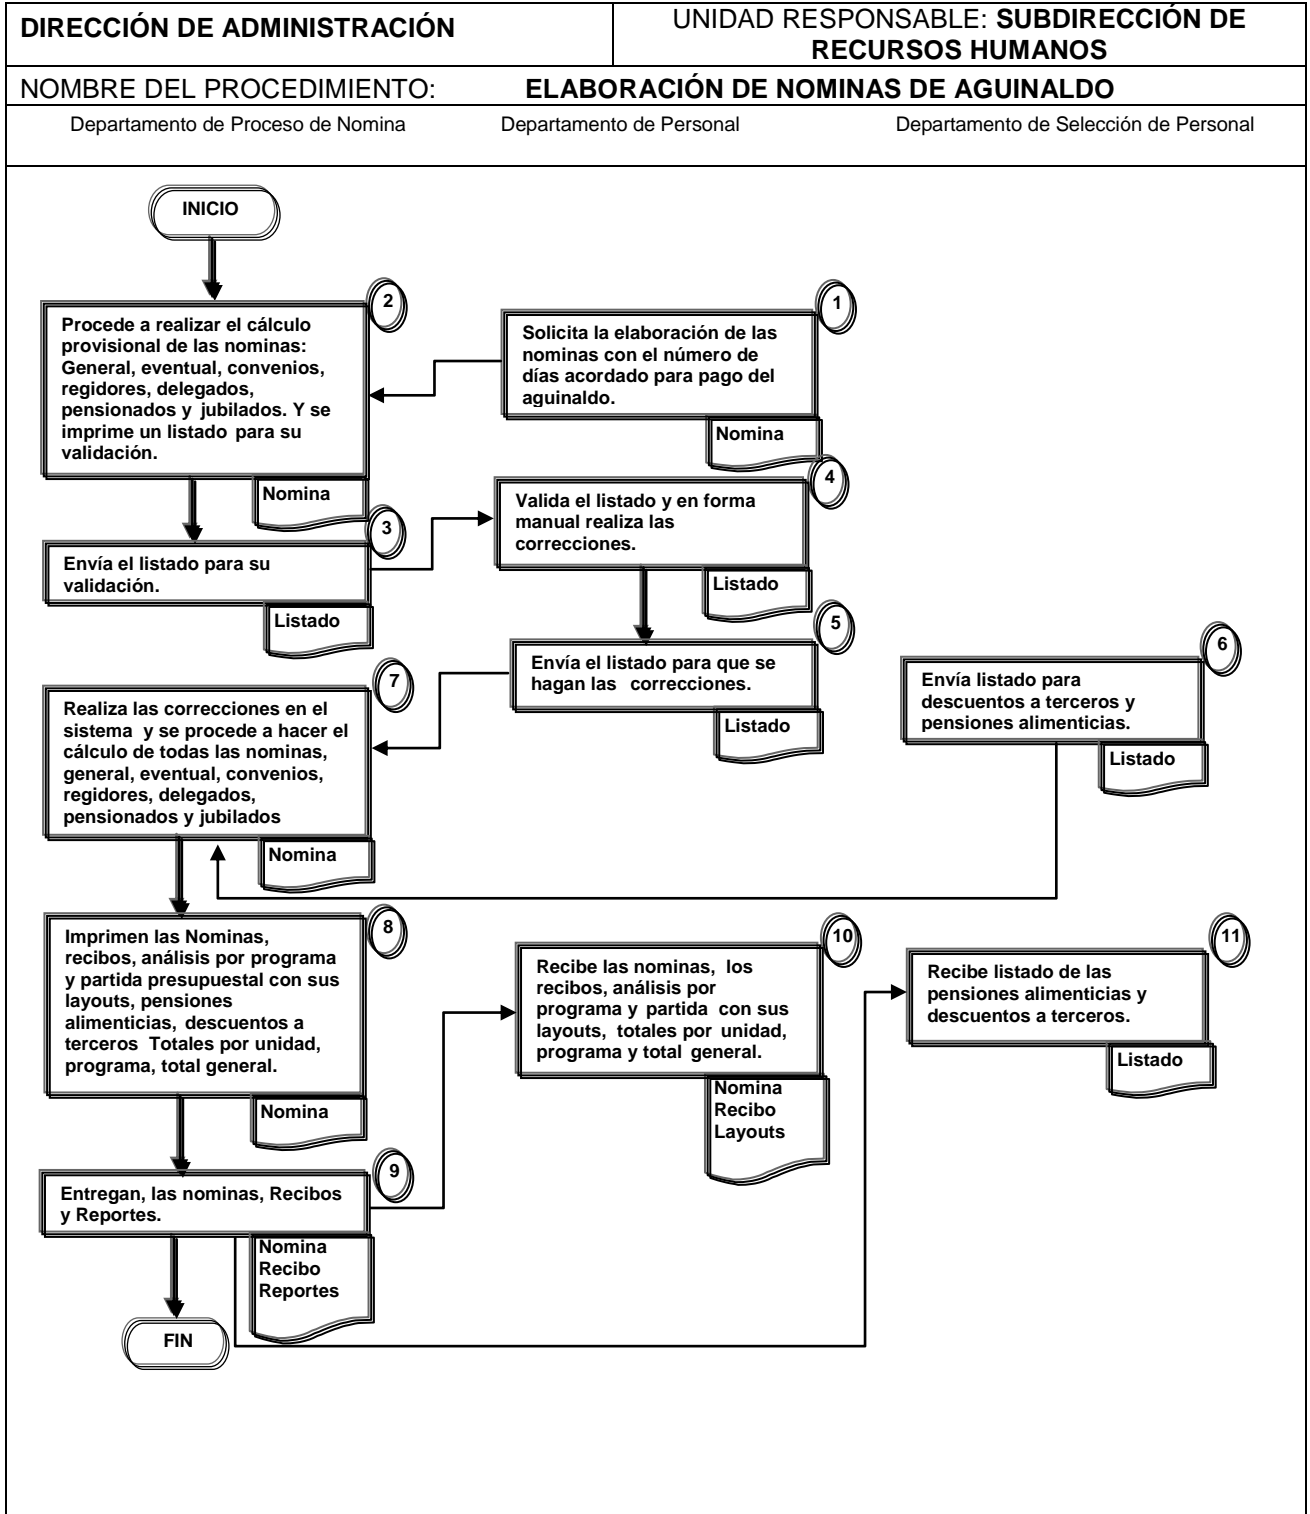 DIRECCIÓN DE ADMINISTRACIÓN
UNIDAD RESPONSABLE: SUBDIRECCIÓN DE
RECURSOS HUMANOS
NOMBRE DEL PROCEDIMIENTO: ELABORACIÓN DE NOMINAS DE AGUINALDO
Departamento de Proceso de Nomina
Departamento de Personal
Departamento de Selección de Personal
INICIO
1
Solicita la elaboración de las
nominas con el número de
días acordado para pago del
aguinaldo.
Nomina
2
Procede a realizar el cálculo
provisional de las nominas:
General, eventual, convenios,
regidores, delegados,
pensionados y jubilados. Y se
imprime un listado para su
validación.
Nomina
3
Envía el listado para su
validación.
Listado
4
Valida el listado y en forma
manual realiza las
correcciones.
Listado
5
Envía el listado para que se
hagan las correcciones.
Listado
6
Envía listado para
descuentos a terceros y
pensiones alimenticias.
Listado
7
Realiza las correcciones en el
sistema y se procede a hacer el
cálculo de todas las nominas,
general, eventual, convenios,
regidores, delegados,
pensionados y jubilados
Nomina
8
Imprimen las Nominas,
recibos, análisis por programa
y partida presupuestal con sus
layouts, pensiones
alimenticias, descuentos a
terceros Totales por unidad,
programa, total general.
Nomina
9
Entregan, las nominas, Recibos
y Reportes.
Nomina
Recibo
Reportes
10
Recibe las nominas, los
recibos, análisis por
programa y partida con sus
layouts, totales por unidad,
programa y total general.
Nomina
Recibo
Layouts
11
Recibe listado de las
pensiones alimenticias y
descuentos a terceros.
Listado
FIN